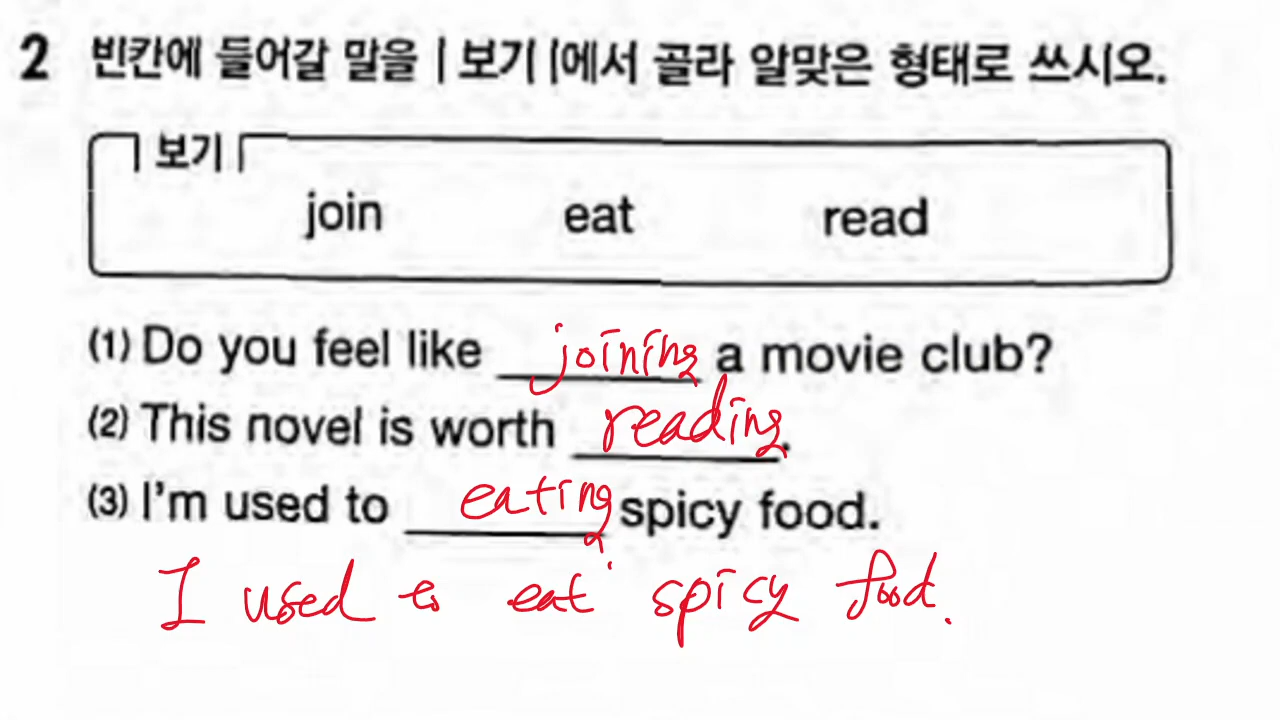 2 빈칸에 들어갈 말을 | 보기 |에서 골라 알맞은 형태로 쓰시오.
보기
join eat read
(1) Do you feel like joining a movie club?
(2) This novel is worth reading.
(3) I'm used to eating spicy food.
I used to eat spicy food.